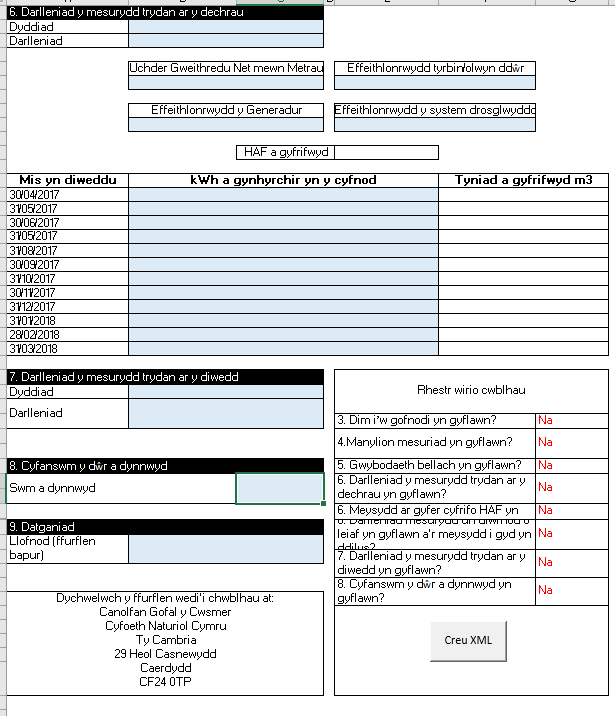 6. Darlleniad y mesurydd trydan ar y dechrau
Dyddiad
Darlleniad
Uchder Gweithredu Net mewn Metrau
Effeithlonrwydd tyrbin/olwyn ddŵr
Effeithlonrwydd y Generadur
Effeithlonrwydd y system drosglwyddo
HAF a gyfrifwyd
Mis yn diweddu kWh a gynhyrchir yn y cyfnod Tyniad a gyfrifwyd m3
30/04/2017
31/05/2017
30/06/2017
31/05/2017
31/08/2017
30/09/2017
31/10/2017
30/11/2017
31/12/2017
31/01/2018
28/02/2018
31/03/2018
7. Darlleniad y mesurydd trydan ar y diwedd
Dyddiad
Darlleniad
8. Cyfanswm y dŵr a dynnwyd
Swm a dynnwyd
9. Datganiad
Llofnod (ffurflen
bapur)
Dychwelwch y ffurflen wedi'i chwblhau at:
Canolfan Gofal y Cwsmer
Cyfoeth Naturiol Cymru
Ty Cambria
29 Heol Casnewydd
Caerdydd
CF24 0TP
Rhestr wirio cwblhau
3. Dim i'w gofnodi yn gyflawn? Na
4.Manylion mesuriad yn gyflawn? Na
5. Gwybodaeth bellach yn gyflawn? Na
6. Darlleniad y mesurydd trydan ar y
dechrau yn gyflawn? Na
6. Meysydd ar gyfer cyfrifo HAF yn Na
6. Darlleniad mesurydd un diwrnod o
leiaf yn gyflawn a'r meysydd i gyd yn Na
ddilys?
7. Darlleniad y mesurydd trydan ar y
diwedd yn gyflawn? Na
8. Cyfanswm y dŵr a dynnwyd yn
gyflawn? Na
Creu XML